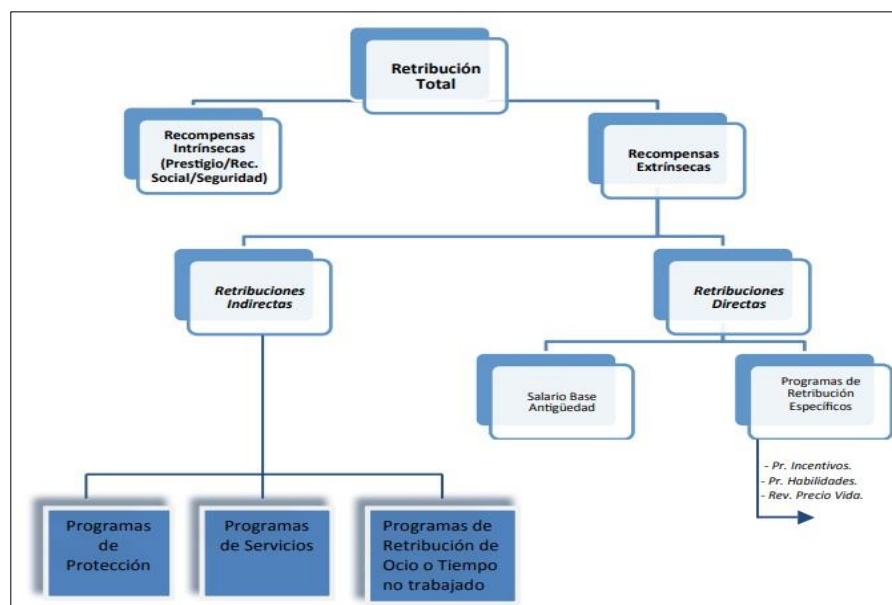 Retribución
Total
Recompensas
Intrínsecas
(Prestigio/Rec.
Social/Seguridad)
Recompensas
Extrínsecas
Retribuciones
Indirectas
Retribuciones
Directas
Salario Base
Antigüedad
Programas de
Retribución
Específicos
- Pr. Incentivos.
- Pr. Habilidades.
- Rev. Precio Vida.
Programas
de
Protección
Programas
de Servicios
Programas de
Retribución de
Ocio o Tiempo
no trabajado